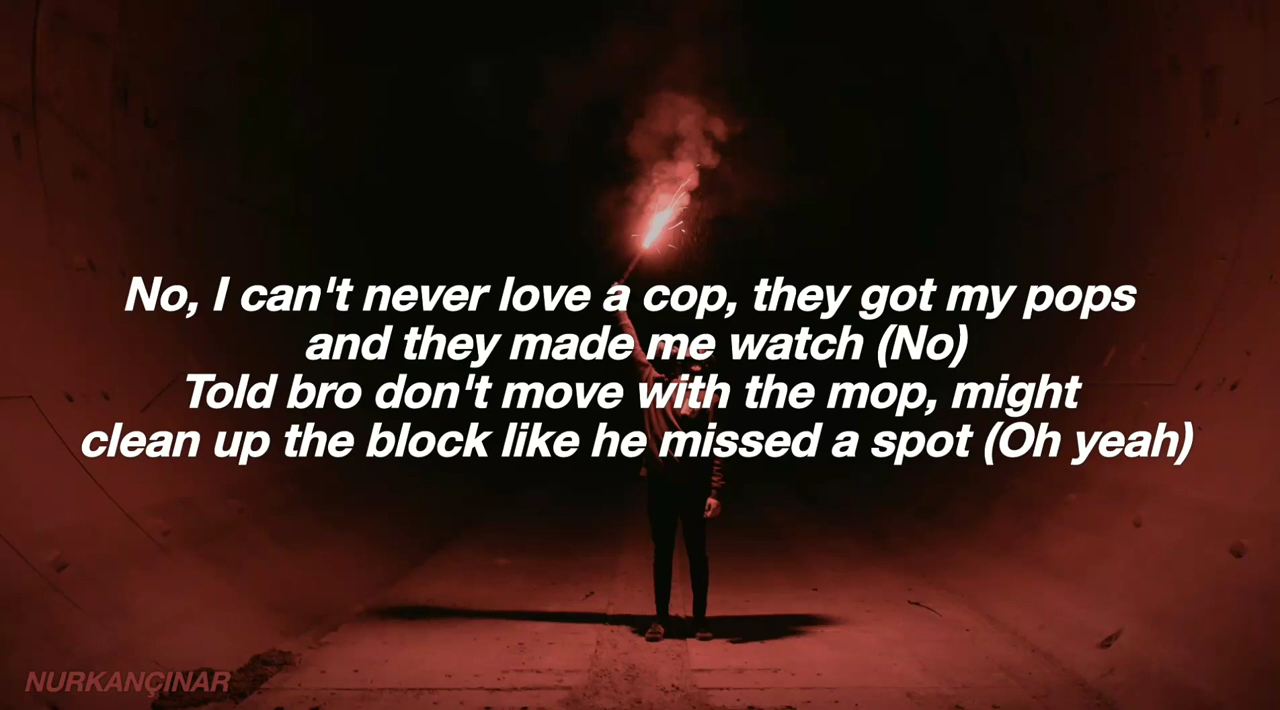 No, I can't never love a cop, they got my pops
and they made me watch (No)
Told bro don't move with the mop, might
clean up the block like he missed a spot (Oh yeah)
NURKANÇINAR